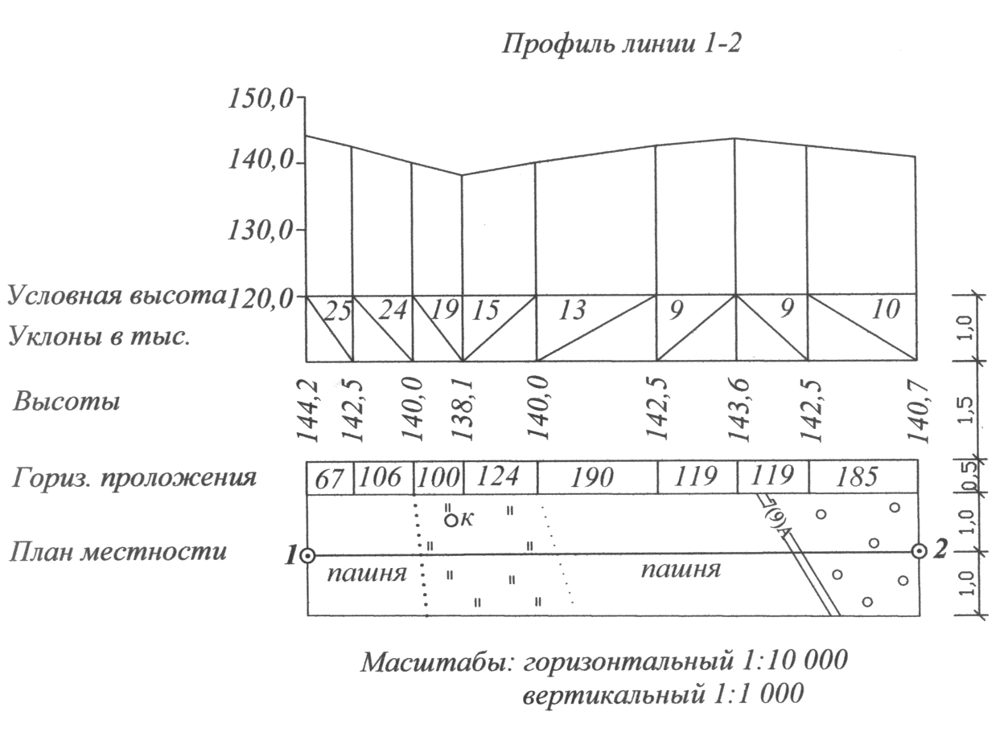 Профиль линии 1-2
150,0
140,0
130,0
Условная высота 120,0
Уклоны в тыс. 25 24 19 15 13 9 9 10
1,0
Высоты 144,2 142,5 140,0 138,1 140,0 142,5 143,6 142,5 140,7
1,5
Гориз. проложения 67 106 100 124 190 119 119 185
0,5
к
7(9)А
1,0
План местности 1 2
пашня пашня
1,0
Масштабы: горизонтальный 1:10 000
вертикальный 1:1 000